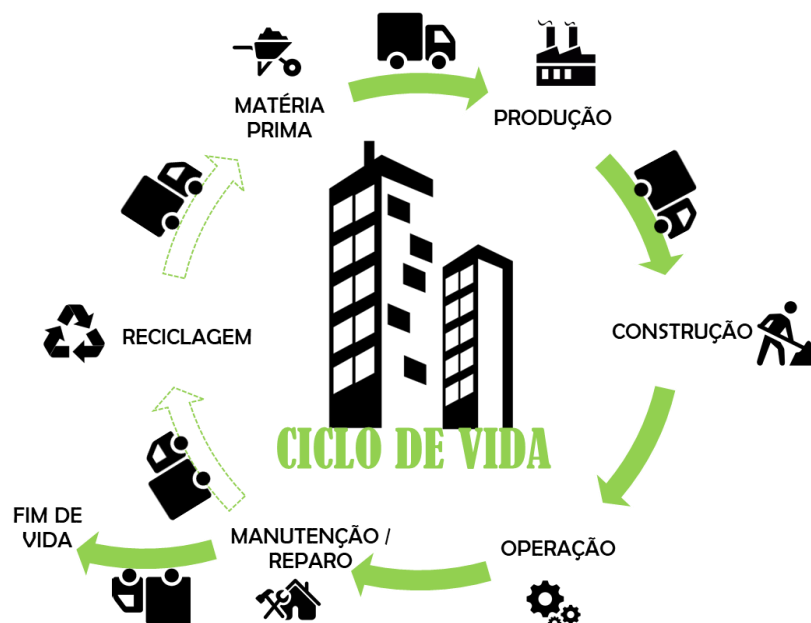 MATÉRIA
PRIMA
PRODUÇÃO
CONSTRUÇÃO
OPERAÇÃO
MANUTENÇÃO /
REPARO
FIM DE
VIDA
RECICLAGEM
CICLO DE VIDA